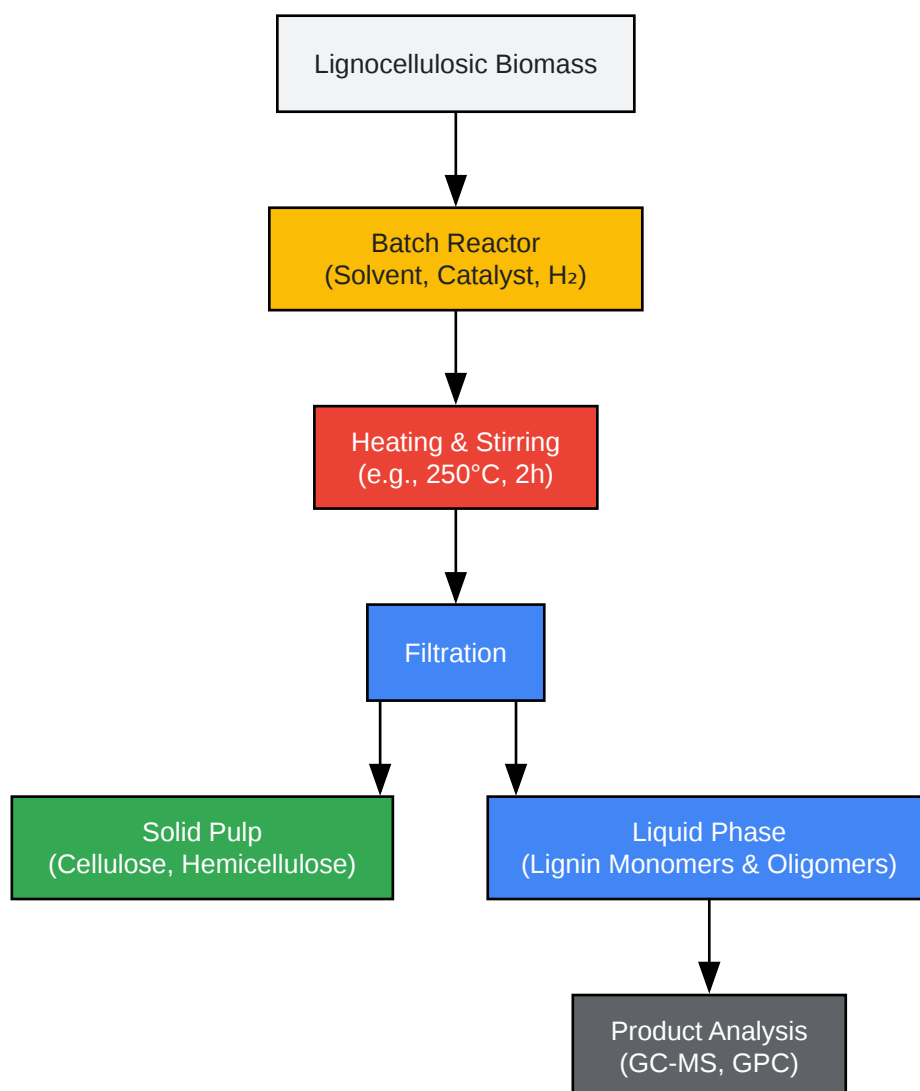 Lignocellulosic Biomass
Batch Reactor
(Solvent, Catalyst, H₂)
Heating & Stirring
(e.g., 250°C, 2h)
Filtration
Solid Pulp
(Cellulose, Hemicellulose)
Liquid Phase
(Lignin Monomers & Oligomers)
Product Analysis
(GC-MS, GPC)